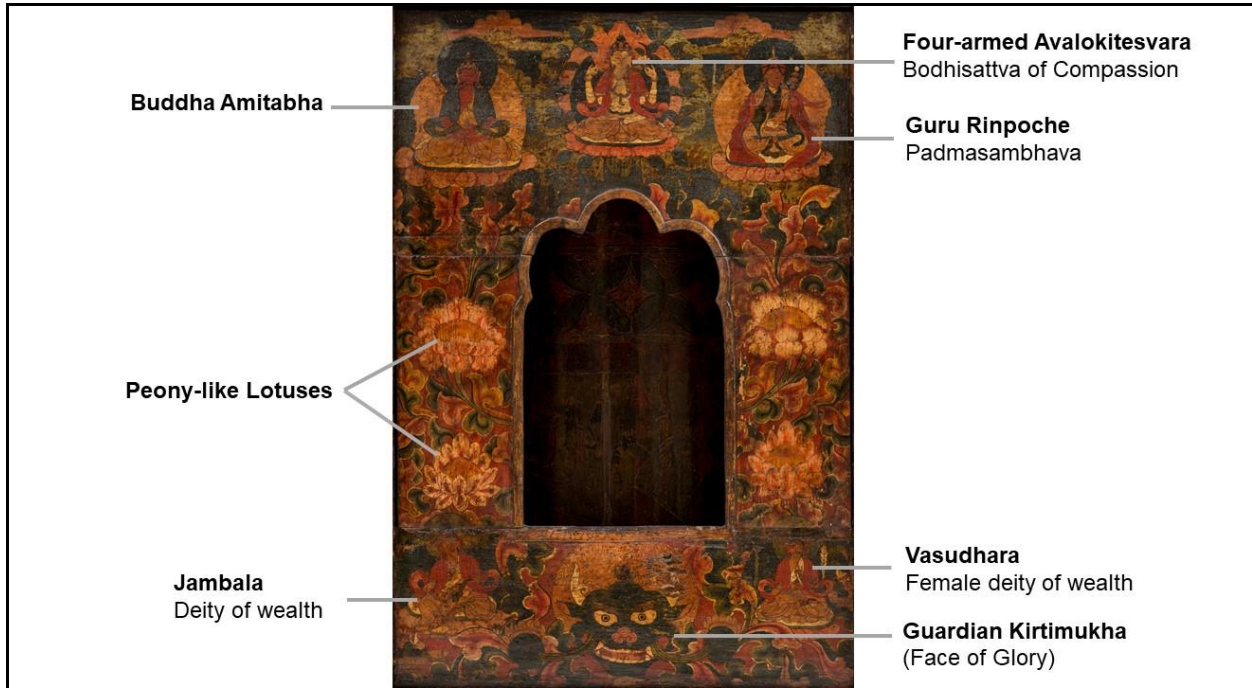 Four-armed Avalokitesvara
Bodhisattva of Compassion
Buddha Amitabha
Guru Rinpoche
Padmasambhava
Peony-like Lotuses
Jambala
Deity of wealth
Vasudhara
Female deity of wealth
Guardian Kirtimukha
(Face of Glory)